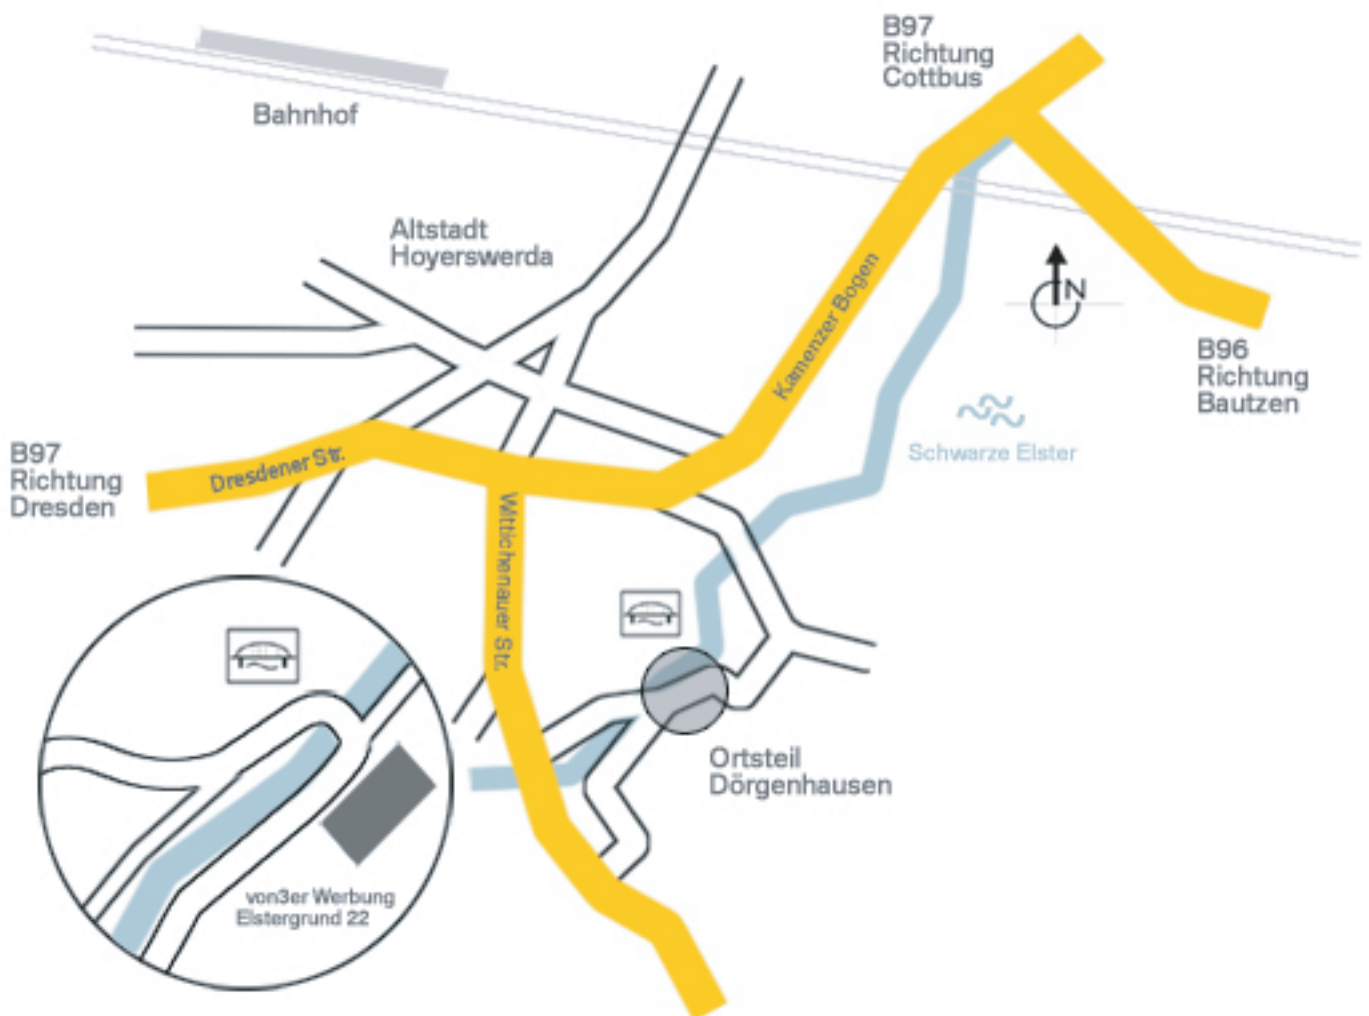 B97
Richtung
Cottbus
Bahnhof
Altstadt
Hoyerswerda
Kamenzer Bogen
N
B96
Richtung
Bautzen
Schwarze Elster
B97
Richtung
Dresden
Dresdener Str.
Wittichenauer Str.
Ortsteil
Dörgenhausen
von3er Werbung
Elstergrund 22